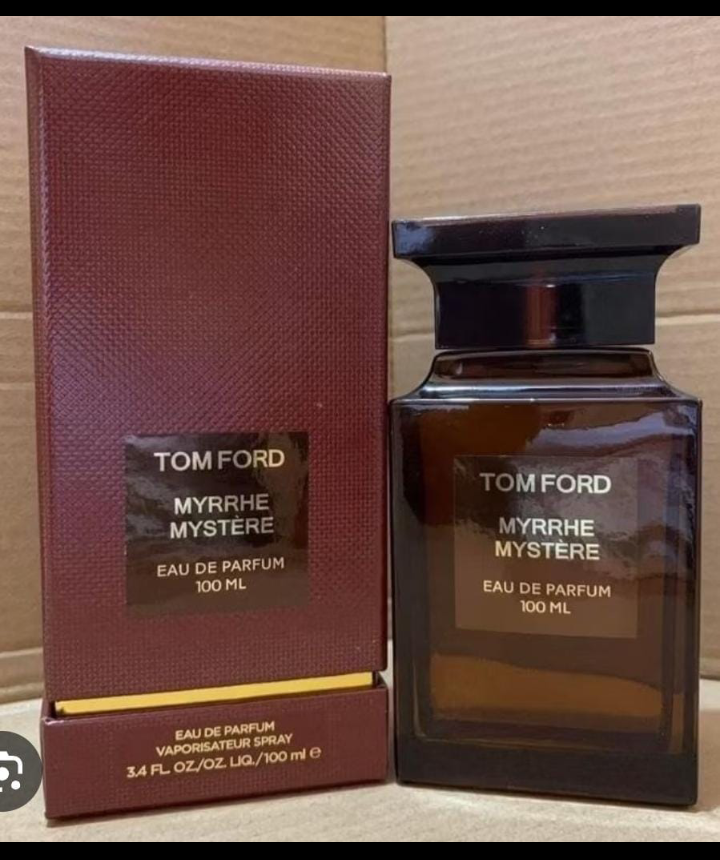 TOM FORD
MYRRHE
MYSTÈRE
EAU DE PARFUM
100 ML
EAU DE PARFUM
VAPORISATEUR SPRAY
3.4 FL. OZ./OZ. LIQ./100 ml ℮
TOM FORD
MYRRHE
MYSTÈRE
EAU DE PARFUM
100 ML